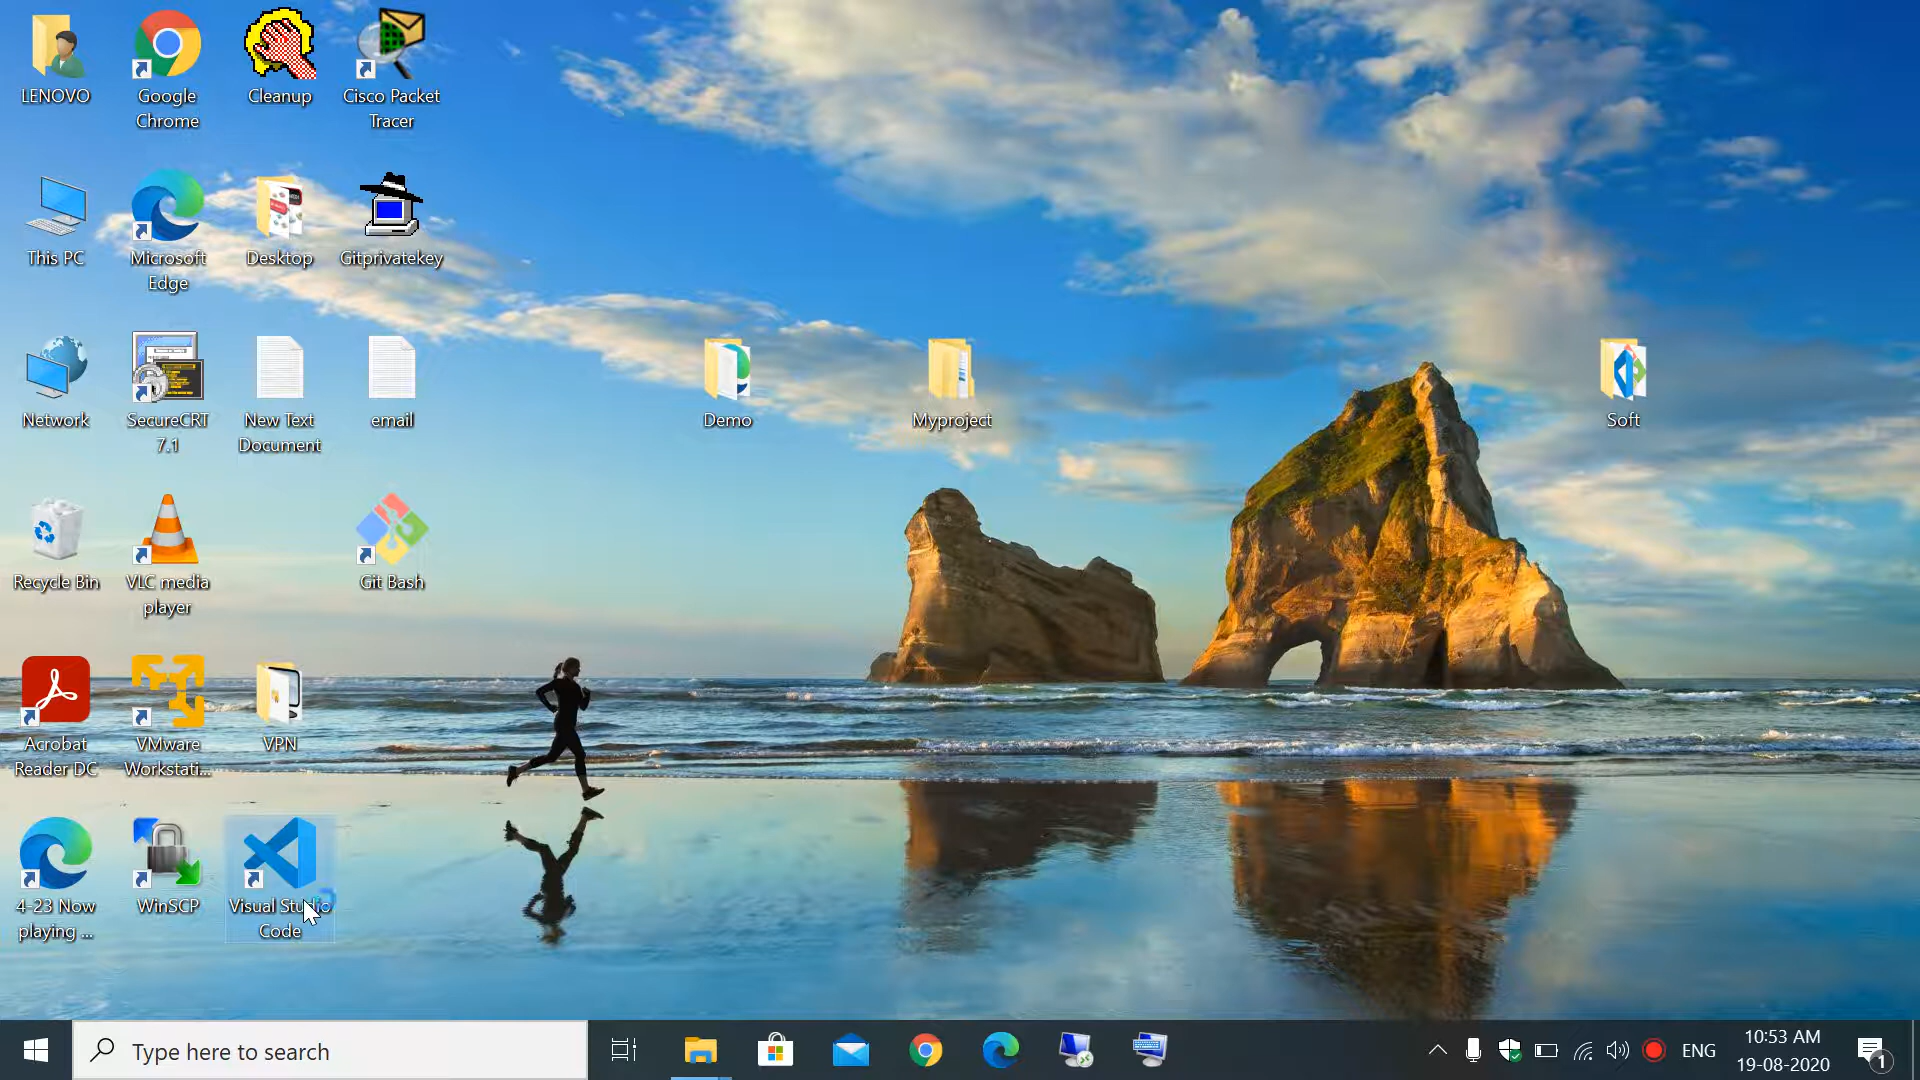 LENOVO
Google
Chrome
Cleanup
Cisco Packet
Tracer
This PC
Microsoft
Edge
Desktop
Gitprivatekey
Network
SecureCRT
7.1
New Text
Document
email
Demo
Myproject
Soft
Recycle Bin
VLC media
player
Git Bash
Acrobat
Reader DC
VMware
Workstati...
VPN
4-23 Now
playing ...
WinSCP
Visual Studio
Code
Type here to search
ENG
10:53 AM
19-08-2020
1